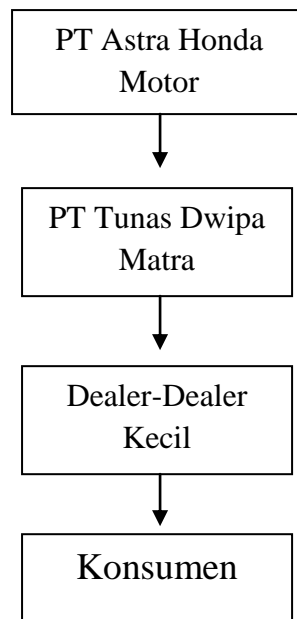 PT Astra Honda
Motor
PT Tunas Dwipa
Matra
Dealer-Dealer
Kecil
Konsumen